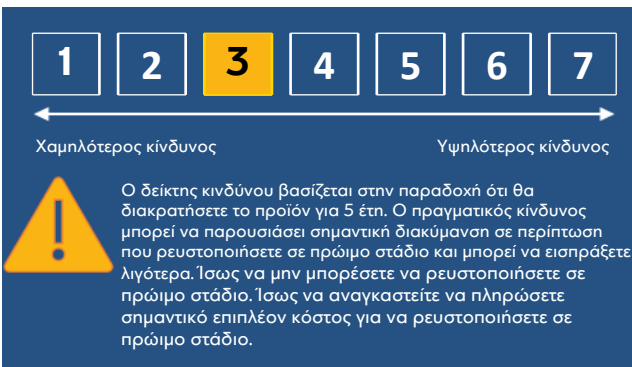 1 2 3 4 5 6 7
Χαμηλότερος κίνδυνος Υψηλότερος κίνδυνος
Ο δείκτης κινδύνου βασίζεται στην παραδοχή ότι θα
διακρατήσετε το προϊόν για 5 έτη. Ο πραγματικός κίνδυνος
μπορεί να παρουσιάσει σημαντική διακύμανση σε περίπτωση
που ρευστοποιήσετε σε πρώιμο στάδιο και μπορεί να εισπράξετε
λιγότερα. Ίσως να μην μπορέσετε να ρευστοποιήσετε σε
πρώιμο στάδιο. Ίσως να αναγκαστείτε να πληρώσετε
σημαντικό επιπλέον κόστος για να ρευστοποιήσετε σε
πρώιμο στάδιο.